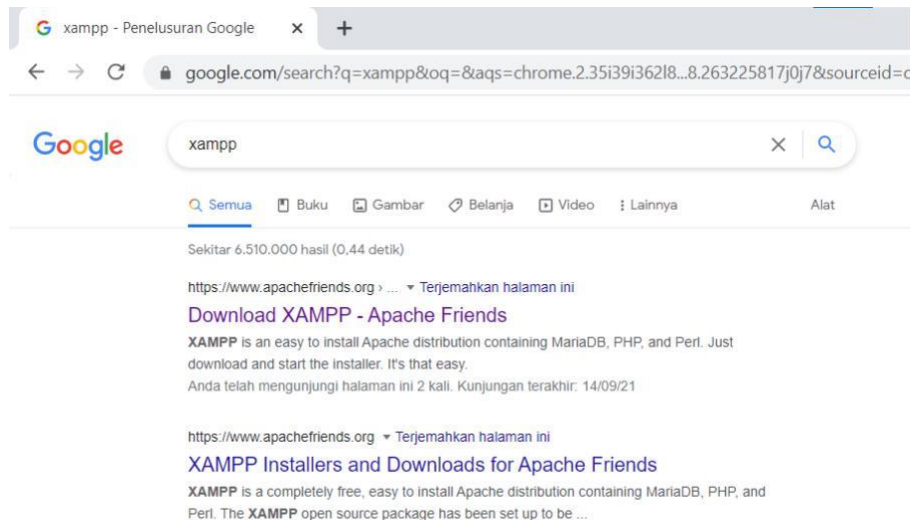 xampp - Penelusuran Google
google.com/search?q=xampp&oq=&aqs=chrome.2.35i39i362l8...8.263225817j0j7&sourceid=c
Google
xampp
Semua Buku Gambar Belanja Video Lainnya Alat
Sekitar 6.510.000 hasil (0,44 detik)
https://www.apachefriends.org › ... Terjemahkan halaman ini
Download XAMPP - Apache Friends
XAMPP is an easy to install Apache distribution containing MariaDB, PHP, and Perl. Just
download and start the installer. It's that easy.
Anda telah mengunjungi halaman ini 2 kali. Kunjungan terakhir: 14/09/21
https://www.apachefriends.org Terjemahkan halaman ini
XAMPP Installers and Downloads for Apache Friends
XAMPP is a completely free, easy to install Apache distribution containing MariaDB, PHP, and
Perl. The XAMPP open source package has been set up to be ...